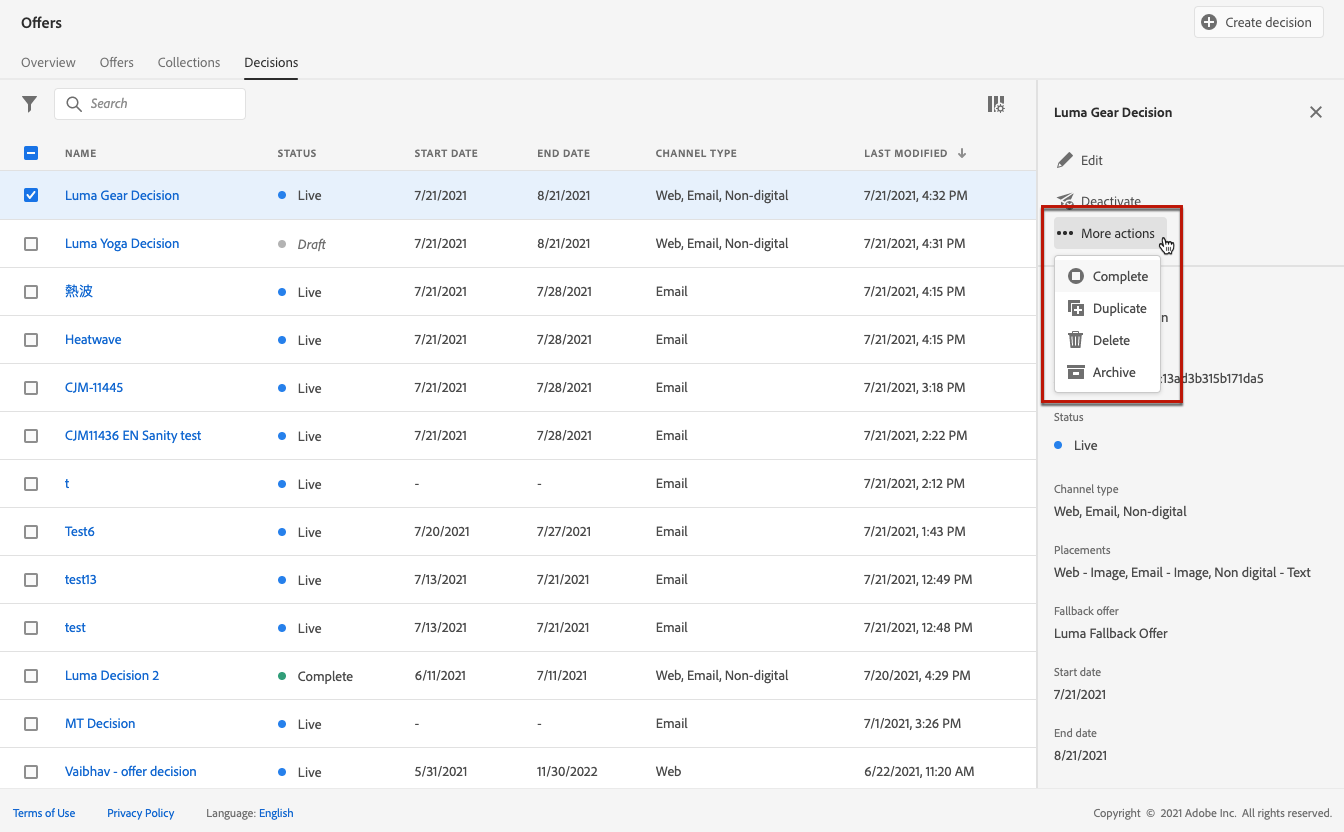 Offers
Create decision
Overview Offers Collections Decisions
Search
NAME STATUS START DATE END DATE CHANNEL TYPE LAST MODIFIED
Luma Gear Decision Live 7/21/2021 8/21/2021 Web, Email, Non-digital 7/21/2021, 4:32 PM
Luma Yoga Decision Draft 7/21/2021 8/21/2021 Web, Email, Non-digital 7/21/2021, 4:31 PM
熱波 Live 7/21/2021 7/28/2021 Email 7/21/2021, 4:15 PM
Heatwave Live 7/21/2021 7/28/2021 Email 7/21/2021, 4:15 PM
CJM-11445 Live 7/21/2021 7/28/2021 Email 7/21/2021, 3:18 PM
CJM11436 EN Sanity test Live 7/21/2021 7/28/2021 Email 7/21/2021, 2:22 PM
t Live - - Email 7/21/2021, 2:12 PM
Test6 Live 7/20/2021 7/27/2021 Email 7/21/2021, 1:43 PM
test13 Live 7/13/2021 7/21/2021 Email 7/21/2021, 12:49 PM
test Live 7/13/2021 7/21/2021 Email 7/21/2021, 12:48 PM
Luma Decision 2 Complete 6/11/2021 7/11/2021 Web, Email, Non-digital 7/20/2021, 4:29 PM
MT Decision Live - - Email 7/1/2021, 3:26 PM
Vaibhav - offer decision Live 5/31/2021 11/30/2022 Web 6/22/2021, 11:20 AM
Luma Gear Decision
Edit
Deactivate
More actions
Complete
Duplicate
Delete
Archive
13ad3b315b171da5
Status
Live
Channel type
Web, Email, Non-digital
Placements
Web - Image, Email - Image, Non digital - Text
Fallback offer
Luma Fallback Offer
Start date
7/21/2021
End date
8/21/2021
Terms of Use Privacy Policy Language: English Copyright © 2021 Adobe Inc. All rights reserved.